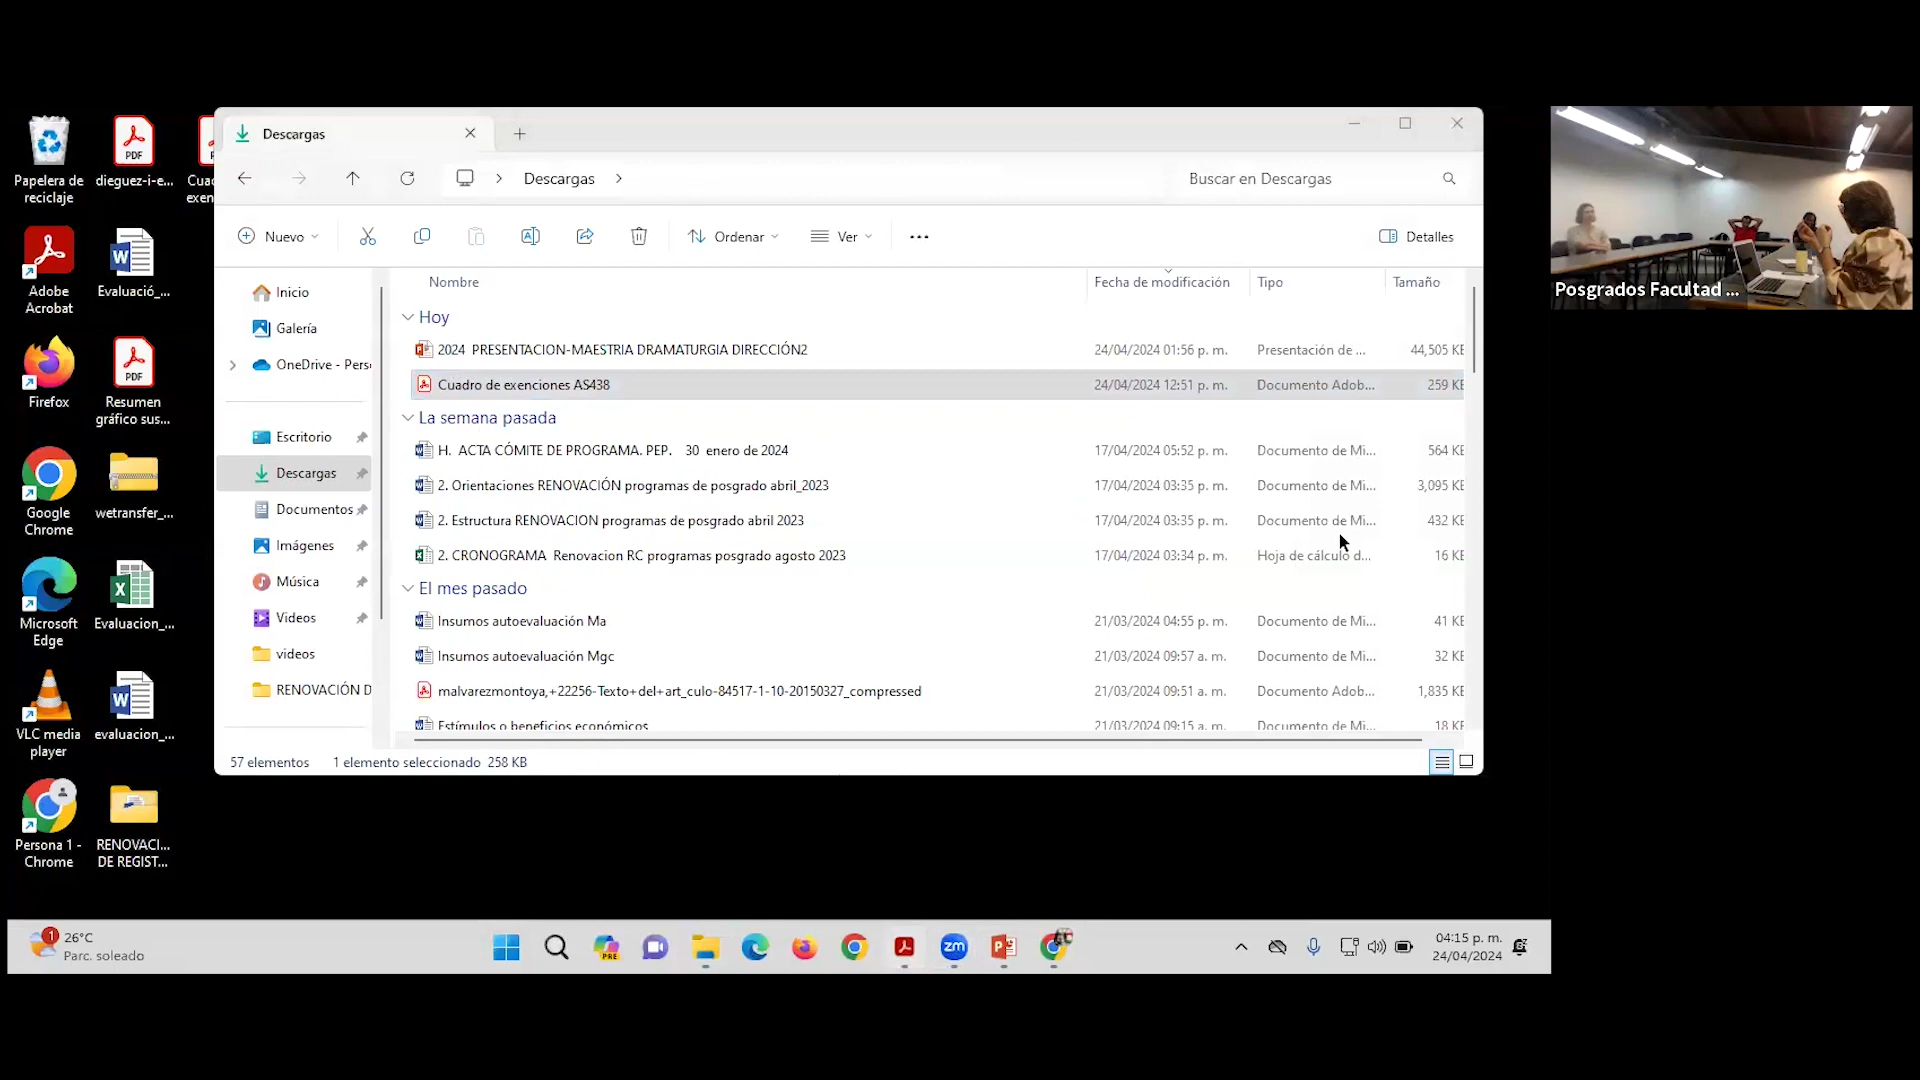 Papelera de
reciclaje
dieguez-i-e...
Cuac
exen
Adobe
Acrobat
Evaluació_...
Firefox
Resumen
gráfico sus...
Google
Chrome
wetransfer_...
Microsoft
Edge
Evaluacion_...
VLC media
player
evaluacion_...
Persona 1 -
Chrome
RENOVACI...
DE REGIST...
PDF
PDF
Descargas
Descargas
Buscar en Descargas
Nuevo
Ordenar
Ver
Detalles
Inicio
Galería
OneDrive - Pers
Escritorio
Descargas
Documentos
Imágenes
Música
Videos
videos
RENOVACIÓN D
Nombre Fecha de modificación Tipo Tamaño
Hoy
2024 PRESENTACION-MAESTRIA DRAMATURGIA DIRECCIÓN2 24/04/2024 01:56 p. m. Presentación de ... 44,505 KB
Cuadro de exenciones AS438 24/04/2024 12:51 p. m. Documento Adob... 259 KB
La semana pasada
H. ACTA CÓMITE DE PROGRAMA. PEP. 30 enero de 2024 17/04/2024 05:52 p. m. Documento de Mi... 564 KB
2. Orientaciones RENOVACIÓN programas de posgrado abril_2023 17/04/2024 03:35 p. m. Documento de Mi... 3,095 KB
2. Estructura RENOVACION programas de posgrado abril 2023 17/04/2024 03:35 p. m. Documento de Mi... 432 KB
2. CRONOGRAMA Renovacion RC programas posgrado agosto 2023 17/04/2024 03:34 p. m. Hoja de cálculo d... 16 KB
El mes pasado
Insumos autoevaluación Ma 21/03/2024 04:55 p. m. Documento de Mi... 41 KB
Insumos autoevaluación Mgc 21/03/2024 09:57 a. m. Documento de Mi... 32 KB
malvarezmontoya,+22256-Texto+del+art_culo-84517-1-10-20150327_compressed 21/03/2024 09:51 a. m. Documento Adob... 1,835 KB
Estímulos o beneficios económicos 21/03/2024 09:15 a. m. Documento de Mi... 18 KB
57 elementos 1 elemento seleccionado 258 KB
Posgrados Facultad ...
1
26°C
Parc. soleado
PRE
zm
04:15 p. m.
24/04/2024